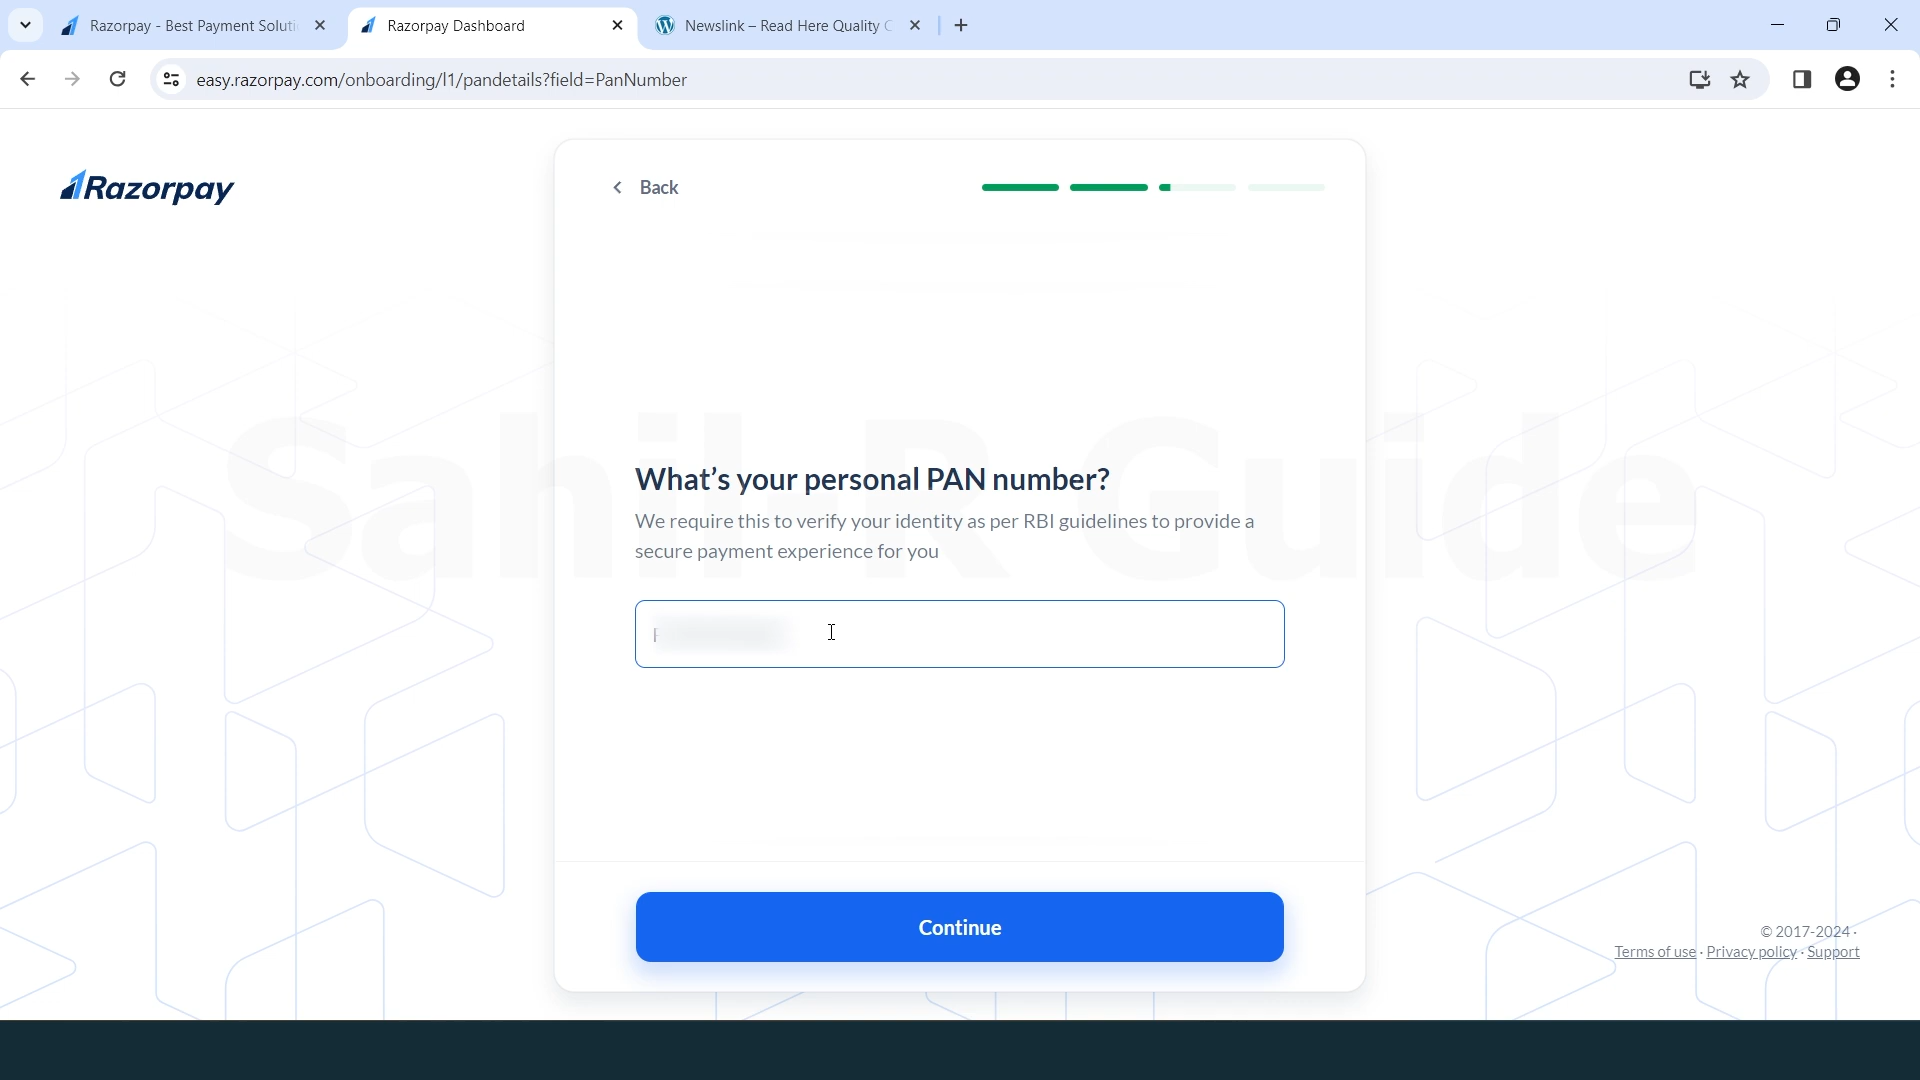 Razorpay - Best Payment Soluti
Razorpay Dashboard
Newslink – Read Here Quality C
easy.razorpay.com/onboarding/l1/pandetails?field=PanNumber
Razorpay
Back
Sahil R Guide
What's your personal PAN number?
We require this to verify your identity as per RBI guidelines to provide a
secure payment experience for you
Continue
© 2017-2024 ·
Terms of use · Privacy policy · Support